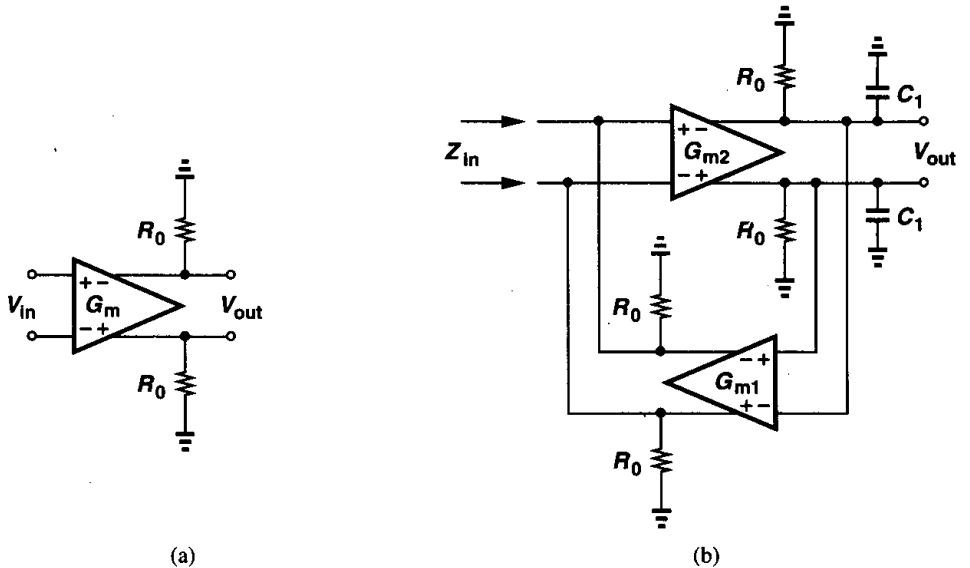 R0
Vin
+ −
Gm
− +
Vout
R0
(a)
R0
C1
Zin
+ −
Gm2
− +
Vout
R0
C1
R0
− +
Gm1
+ −
R0
(b)